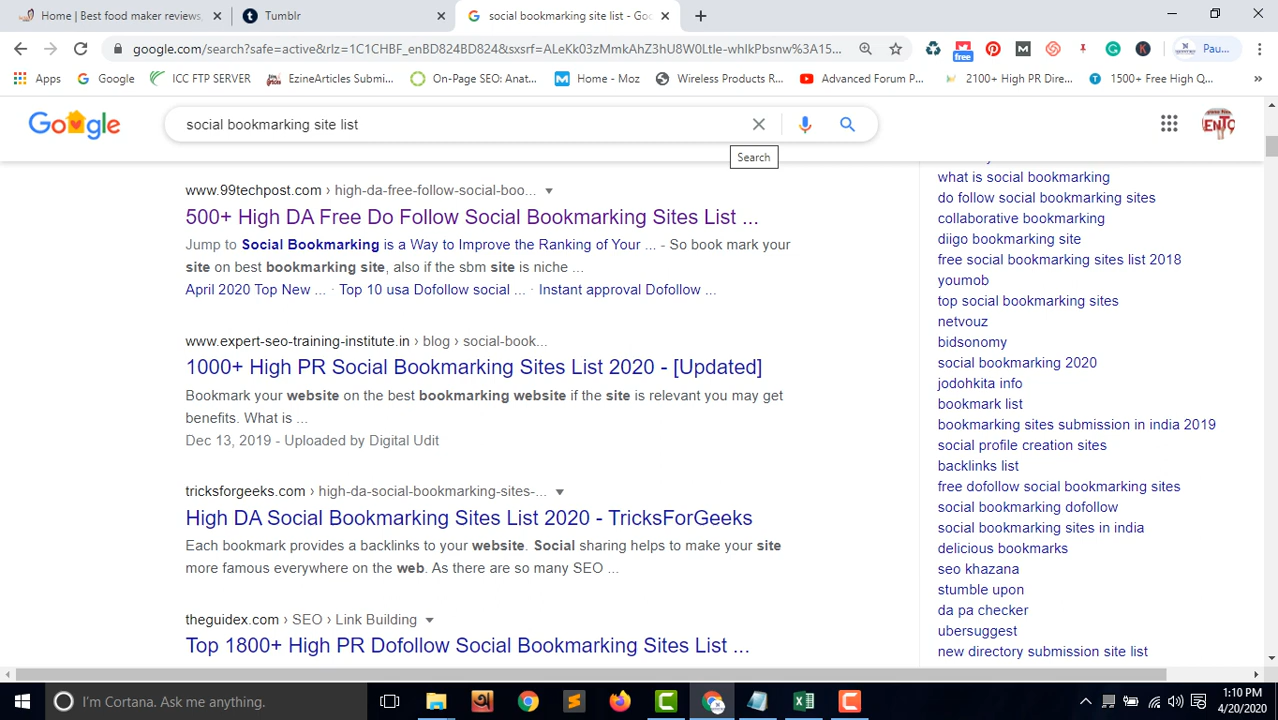 Home | Best food maker reviews,
Tumblr
social bookmarking site list - Goo
google.com/search?safe=active&rlz=1C1CHBF_enBD824BD824&sxsrf=ALeKk03zMmkAhZ3hU8W0Ltle-whlkPbsnw%3A15...
Pau...
Apps
Google
ICC FTP SERVER
EzineArticles Submi...
On-Page SEO: Anat...
Home - Moz
Wireless Products R...
Advanced Forum P...
2100+ High PR Dire...
1500+ Free High Q...
free
Google
social bookmarking site list
Search
www.99techpost.com › high-da-free-follow-social-boo...
500+ High DA Free Do Follow Social Bookmarking Sites List ...
Jump to Social Bookmarking is a Way to Improve the Ranking of Your ... - So book mark your
site on best bookmarking site, also if the sbm site is niche ...
April 2020 Top New ... · Top 10 usa Dofollow social ... · Instant approval Dofollow ...
www.expert-seo-training-institute.in › blog › social-book...
1000+ High PR Social Bookmarking Sites List 2020 - [Updated]
Bookmark your website on the best bookmarking website if the site is relevant you may get
benefits. What is ...
Dec 13, 2019 - Uploaded by Digital Udit
tricksforgeeks.com › high-da-social-bookmarking-sites-...
High DA Social Bookmarking Sites List 2020 - TricksForGeeks
Each bookmark provides a backlinks to your website. Social sharing helps to make your site
more famous everywhere on the web. As there are so many SEO ...
theguidex.com › SEO › Link Building
Top 1800+ High PR Dofollow Social Bookmarking Sites List ...
what is social bookmarking
do follow social bookmarking sites
collaborative bookmarking
diigo bookmarking site
free social bookmarking sites list 2018
youmob
top social bookmarking sites
netvouz
bidsonomy
social bookmarking 2020
jodohkita info
bookmark list
bookmarking sites submission in india 2019
social profile creation sites
backlinks list
free dofollow social bookmarking sites
social bookmarking dofollow
social bookmarking sites in india
delicious bookmarks
seo khazana
stumble upon
da pa checker
ubersuggest
new directory submission site list
I'm Cortana. Ask me anything.
1:10 PM
4/20/2020